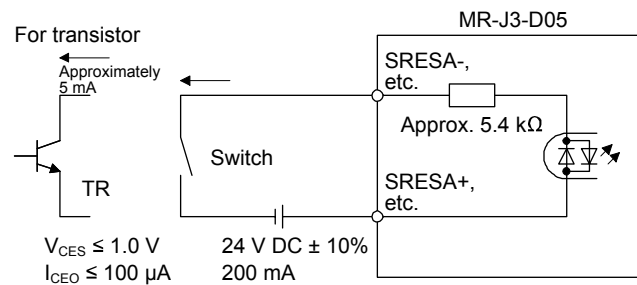 MR-J3-D05
For transistor
Approximately
5 mA
SRESA-,
etc.
Approx. 5.4 kΩ
Switch
TR
SRESA+,
etc.
VCES ≤ 1.0 V
ICEO ≤ 100 µA
24 V DC ± 10%
200 mA